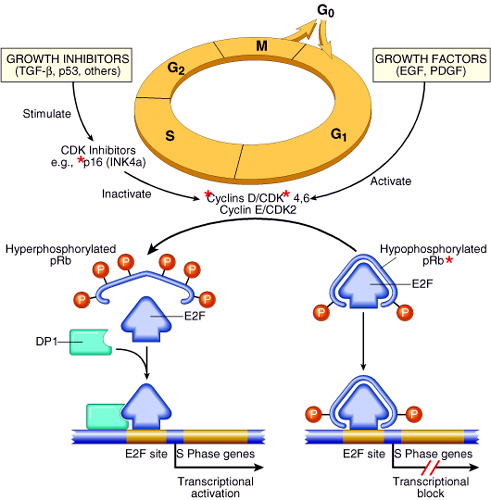 G0
M
G2
S
G1
GROWTH INHIBITORS
(TGF-β, p53, others)
GROWTH FACTORS
(EGF, PDGF)
Stimulate
CDK Inhibitors
e.g., *p16 (INK4a)
Inactivate
Activate
*Cyclins D/CDK* 4,6
Cyclin E/CDK2
Hyperphosphorylated
pRb
P
P
P
P
P
P
E2F
DP1
Hypophosphorylated
pRb*
E2F
P
P
P
P
E2F site
S Phase genes
Transcriptional
activation
E2F site
S Phase genes
Transcriptional
block